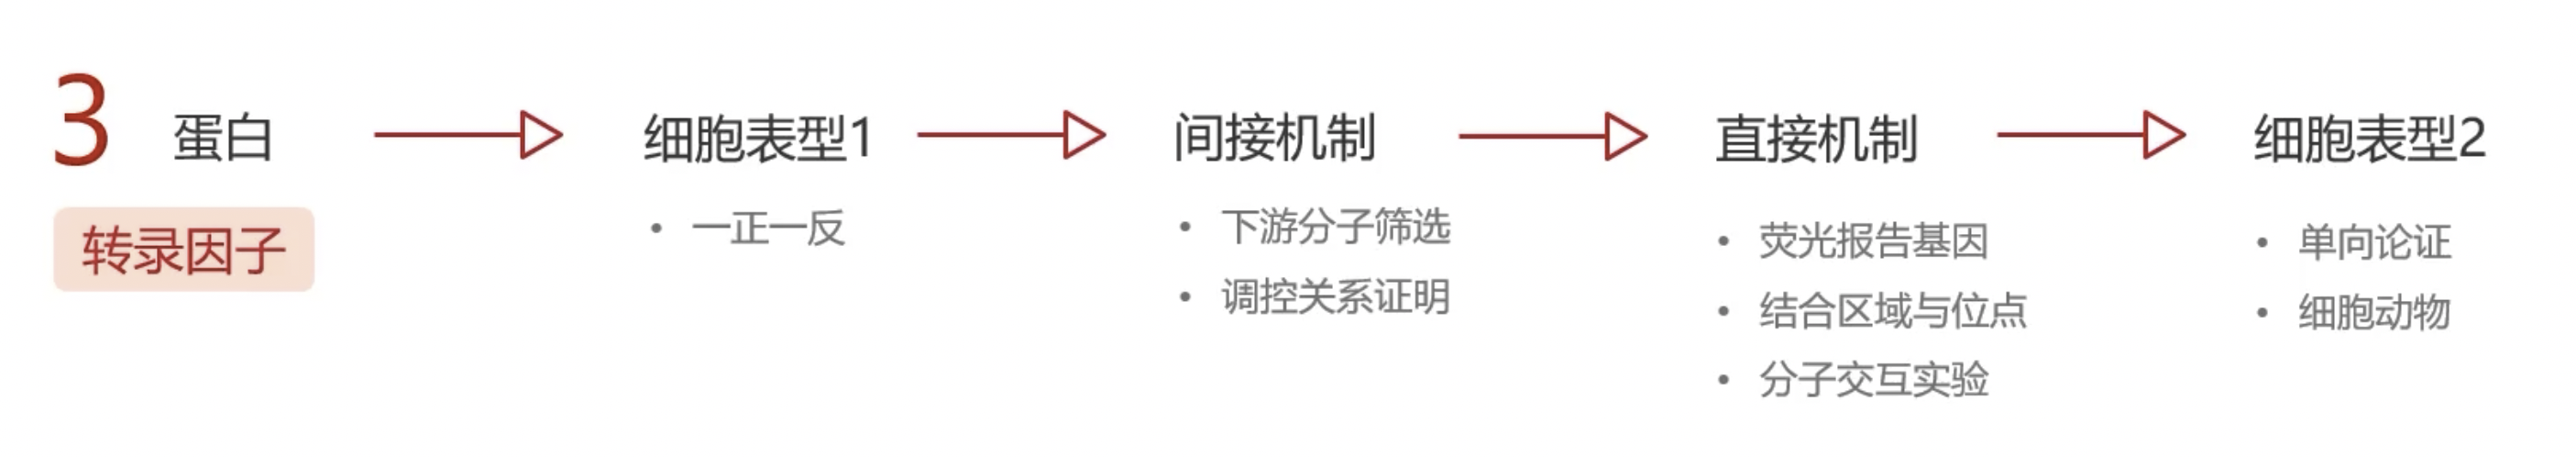 3 蛋白 细胞表型1 间接机制 直接机制 细胞表型2
转录因子
• 一正一反
• 下游分子筛选
• 调控关系证明
• 荧光报告基因
• 结合区域与位点
• 分子交互实验
• 单向论证
• 细胞动物